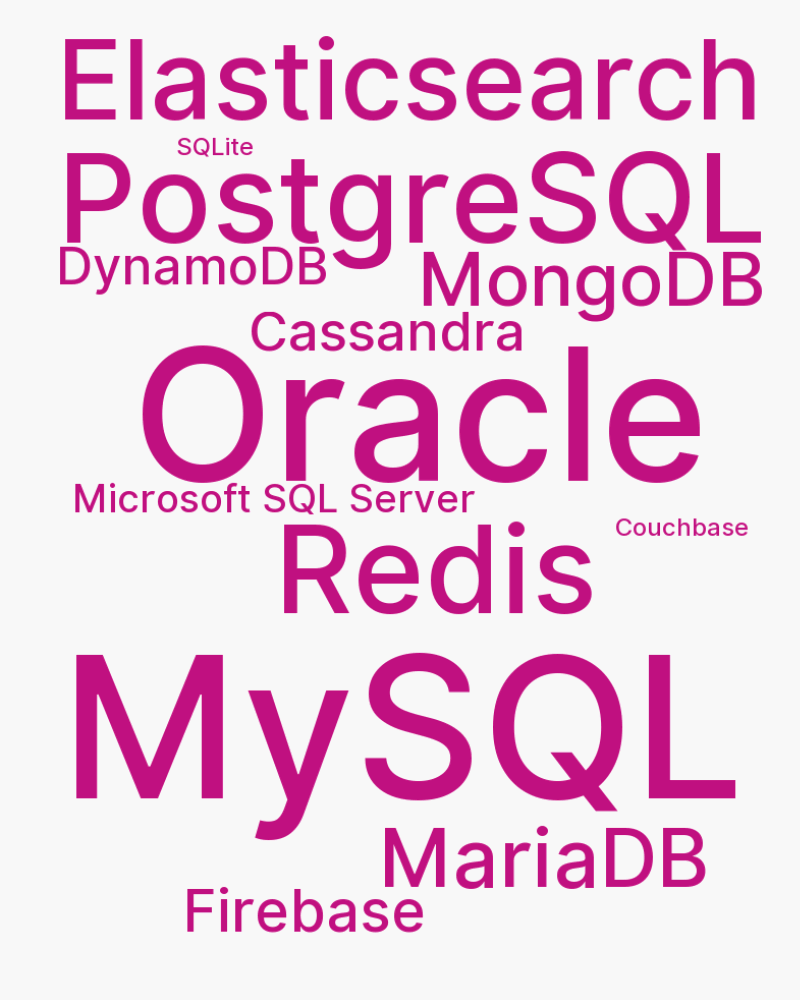 Elasticsearch
SQLite
PostgreSQL
DynamoDB
MongoDB
Cassandra
Oracle
Microsoft SQL Server
Couchbase
Redis
MySQL
MariaDB
Firebase